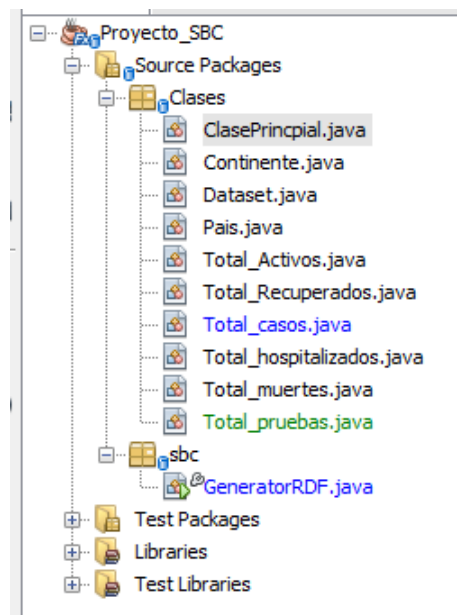 Proyecto_SBC
Source Packages
Clases
ClasePrincpial.java
Continente.java
Dataset.java
Pais.java
Total_Activos.java
Total_Recuperados.java
Total_casos.java
Total_hospitalizados.java
Total_muertes.java
Total_pruebas.java
sbc
GeneratorRDF.java
Test Packages
Libraries
Test Libraries